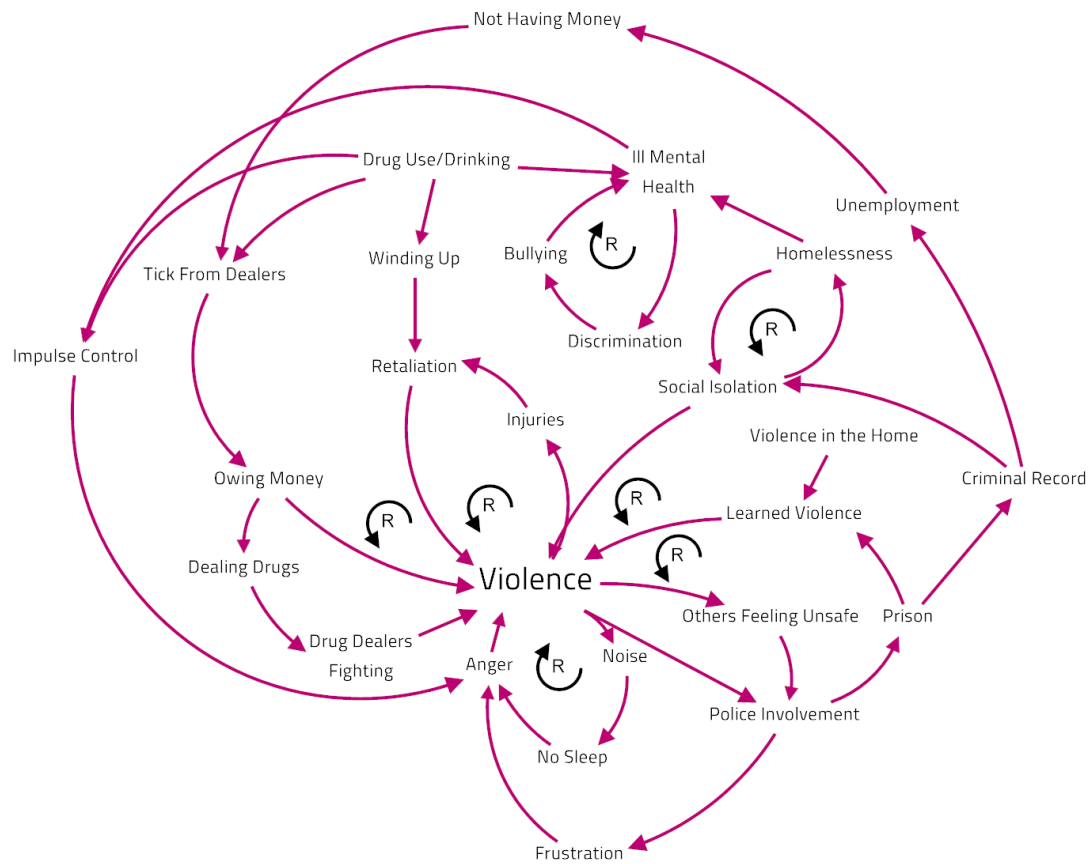 Not Having Money
Drug Use/Drinking
Ill Mental
Health
Unemployment
Winding Up
Bullying
R
Homelessness
Tick From Dealers
R
Discrimination
Impulse Control
Retaliation
Social Isolation
Injuries
Violence in the Home
Owing Money
Criminal Record
R
R
R
Learned Violence
R
Dealing Drugs
Violence
Others Feeling Unsafe
Prison
Drug Dealers
Fighting
Anger
R
Noise
Police Involvement
No Sleep
Frustration